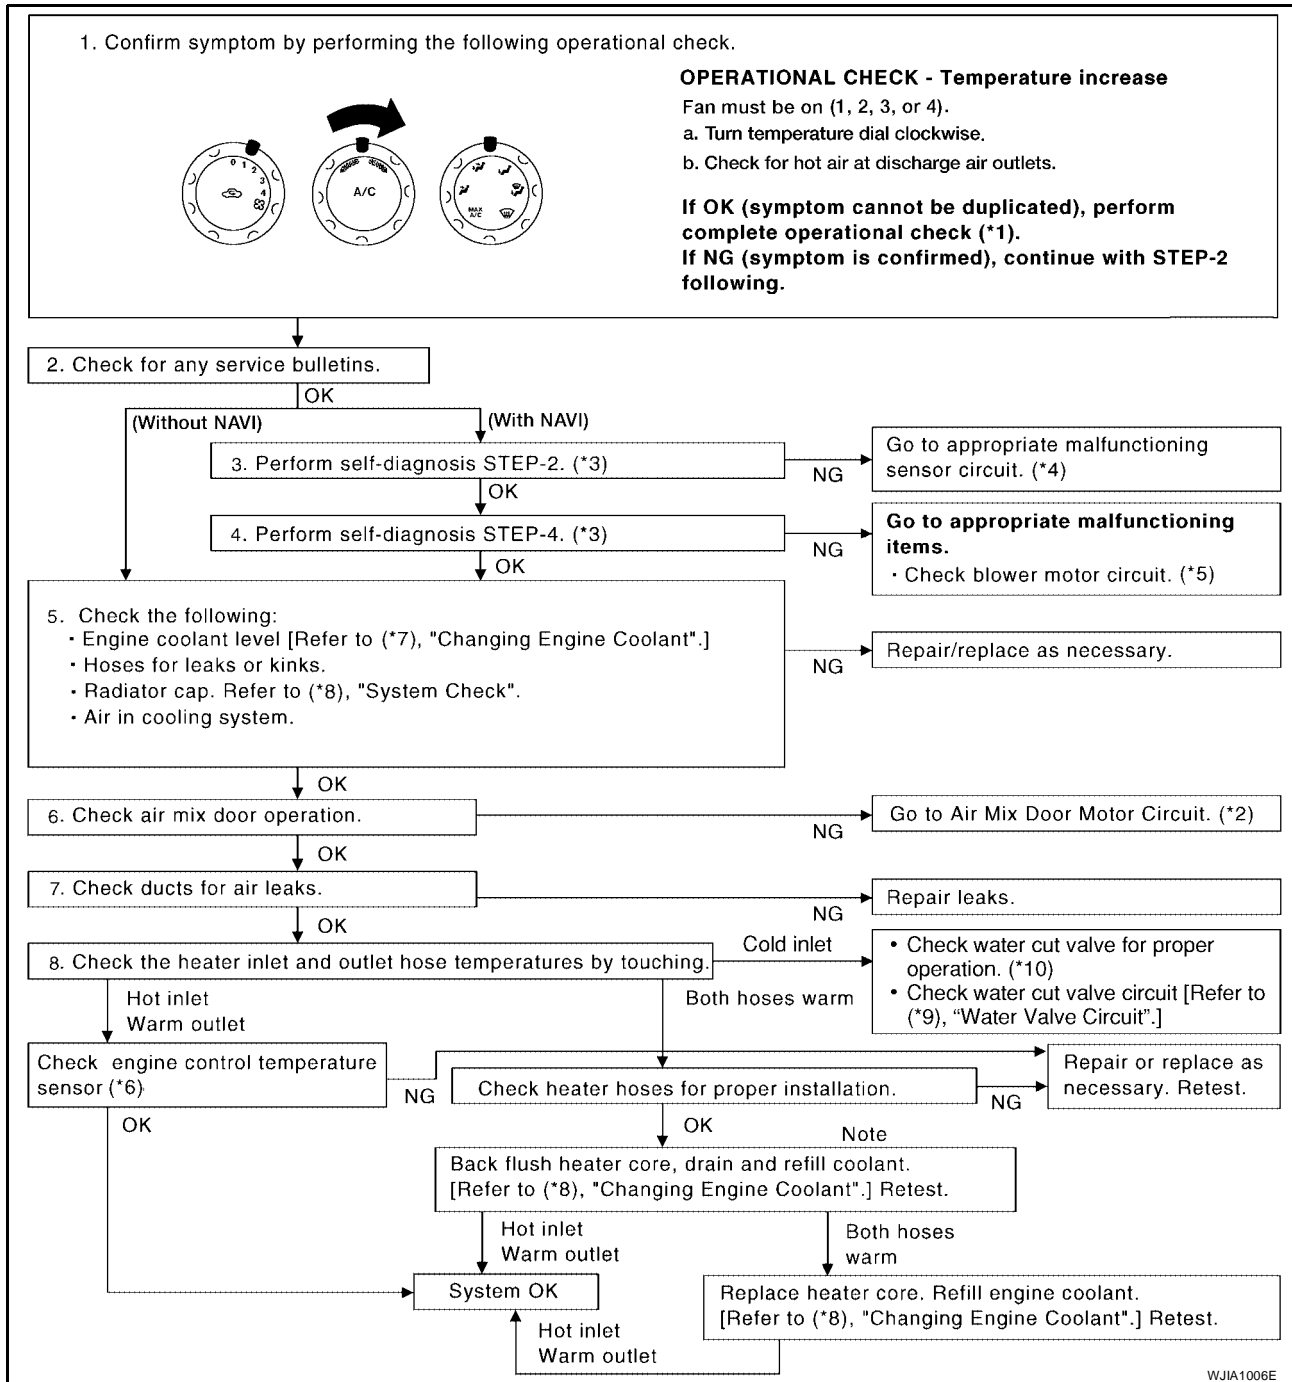 1. Confirm symptom by performing the following operational check.
OPERATIONAL CHECK - Temperature increase
Fan must be on (1, 2, 3, or 4).
a. Turn temperature dial clockwise.
b. Check for hot air at discharge air outlets.
If OK (symptom cannot be duplicated), perform
complete operational check (*1).
If NG (symptom is confirmed), continue with STEP-2
following.
0
1
2
3
4
A/C
MAX
A/C
2. Check for any service bulletins.
OK
(Without NAVI)
(With NAVI)
3. Perform self-diagnosis STEP-2. (*3)
NG
Go to appropriate malfunctioning
sensor circuit. (*4)
OK
4. Perform self-diagnosis STEP-4. (*3)
NG
Go to appropriate malfunctioning
items.
· Check blower motor circuit. (*5)
OK
5. Check the following:
· Engine coolant level [Refer to (*7), "Changing Engine Coolant".]
· Hoses for leaks or kinks.
· Radiator cap. Refer to (*8), "System Check".
· Air in cooling system.
NG
Repair/replace as necessary.
OK
6. Check air mix door operation.
NG
Go to Air Mix Door Motor Circuit. (*2)
OK
7. Check ducts for air leaks.
NG
Repair leaks.
OK
8. Check the heater inlet and outlet hose temperatures by touching.
Cold inlet
• Check water cut valve for proper
operation. (*10)
• Check water cut valve circuit [Refer to
(*9), “Water Valve Circuit”.]
Hot inlet
Warm outlet
Both hoses warm
Check engine control temperature
sensor (*6)
NG
Check heater hoses for proper installation.
NG
Repair or replace as
necessary. Retest.
OK
OK
Note
Back flush heater core, drain and refill coolant.
[Refer to (*8), "Changing Engine Coolant".] Retest.
Hot inlet
Warm outlet
Both hoses
warm
System OK
Replace heater core. Refill engine coolant.
[Refer to (*8), "Changing Engine Coolant".] Retest.
Hot inlet
Warm outlet
WJIA1006E